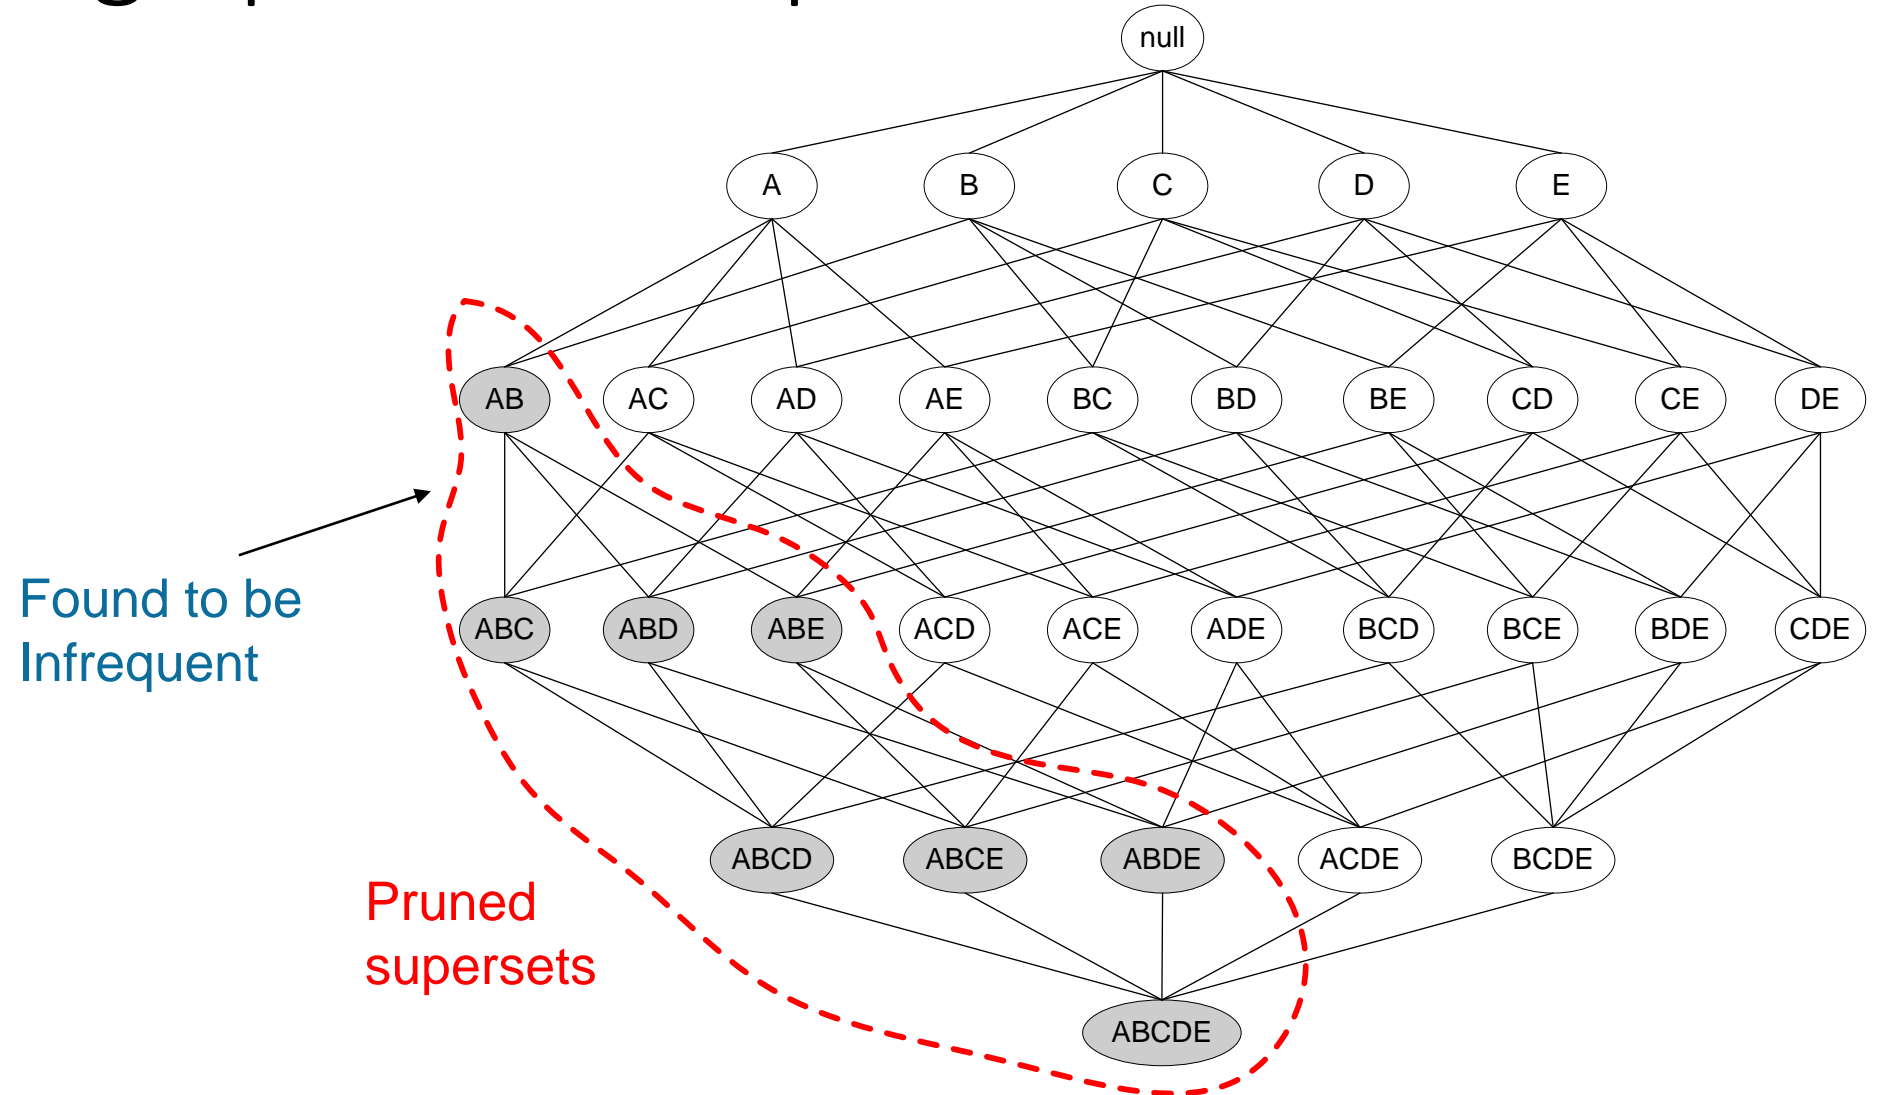 null
A B C D E
AB AC AD AE BC BD BE CD CE DE
Found to be
Infrequent
ABC ABD ABE ACD ACE ADE BCD BCE BDE CDE
ABCD ABCE ABDE ACDE BCDE
Pruned
supersets
ABCDE